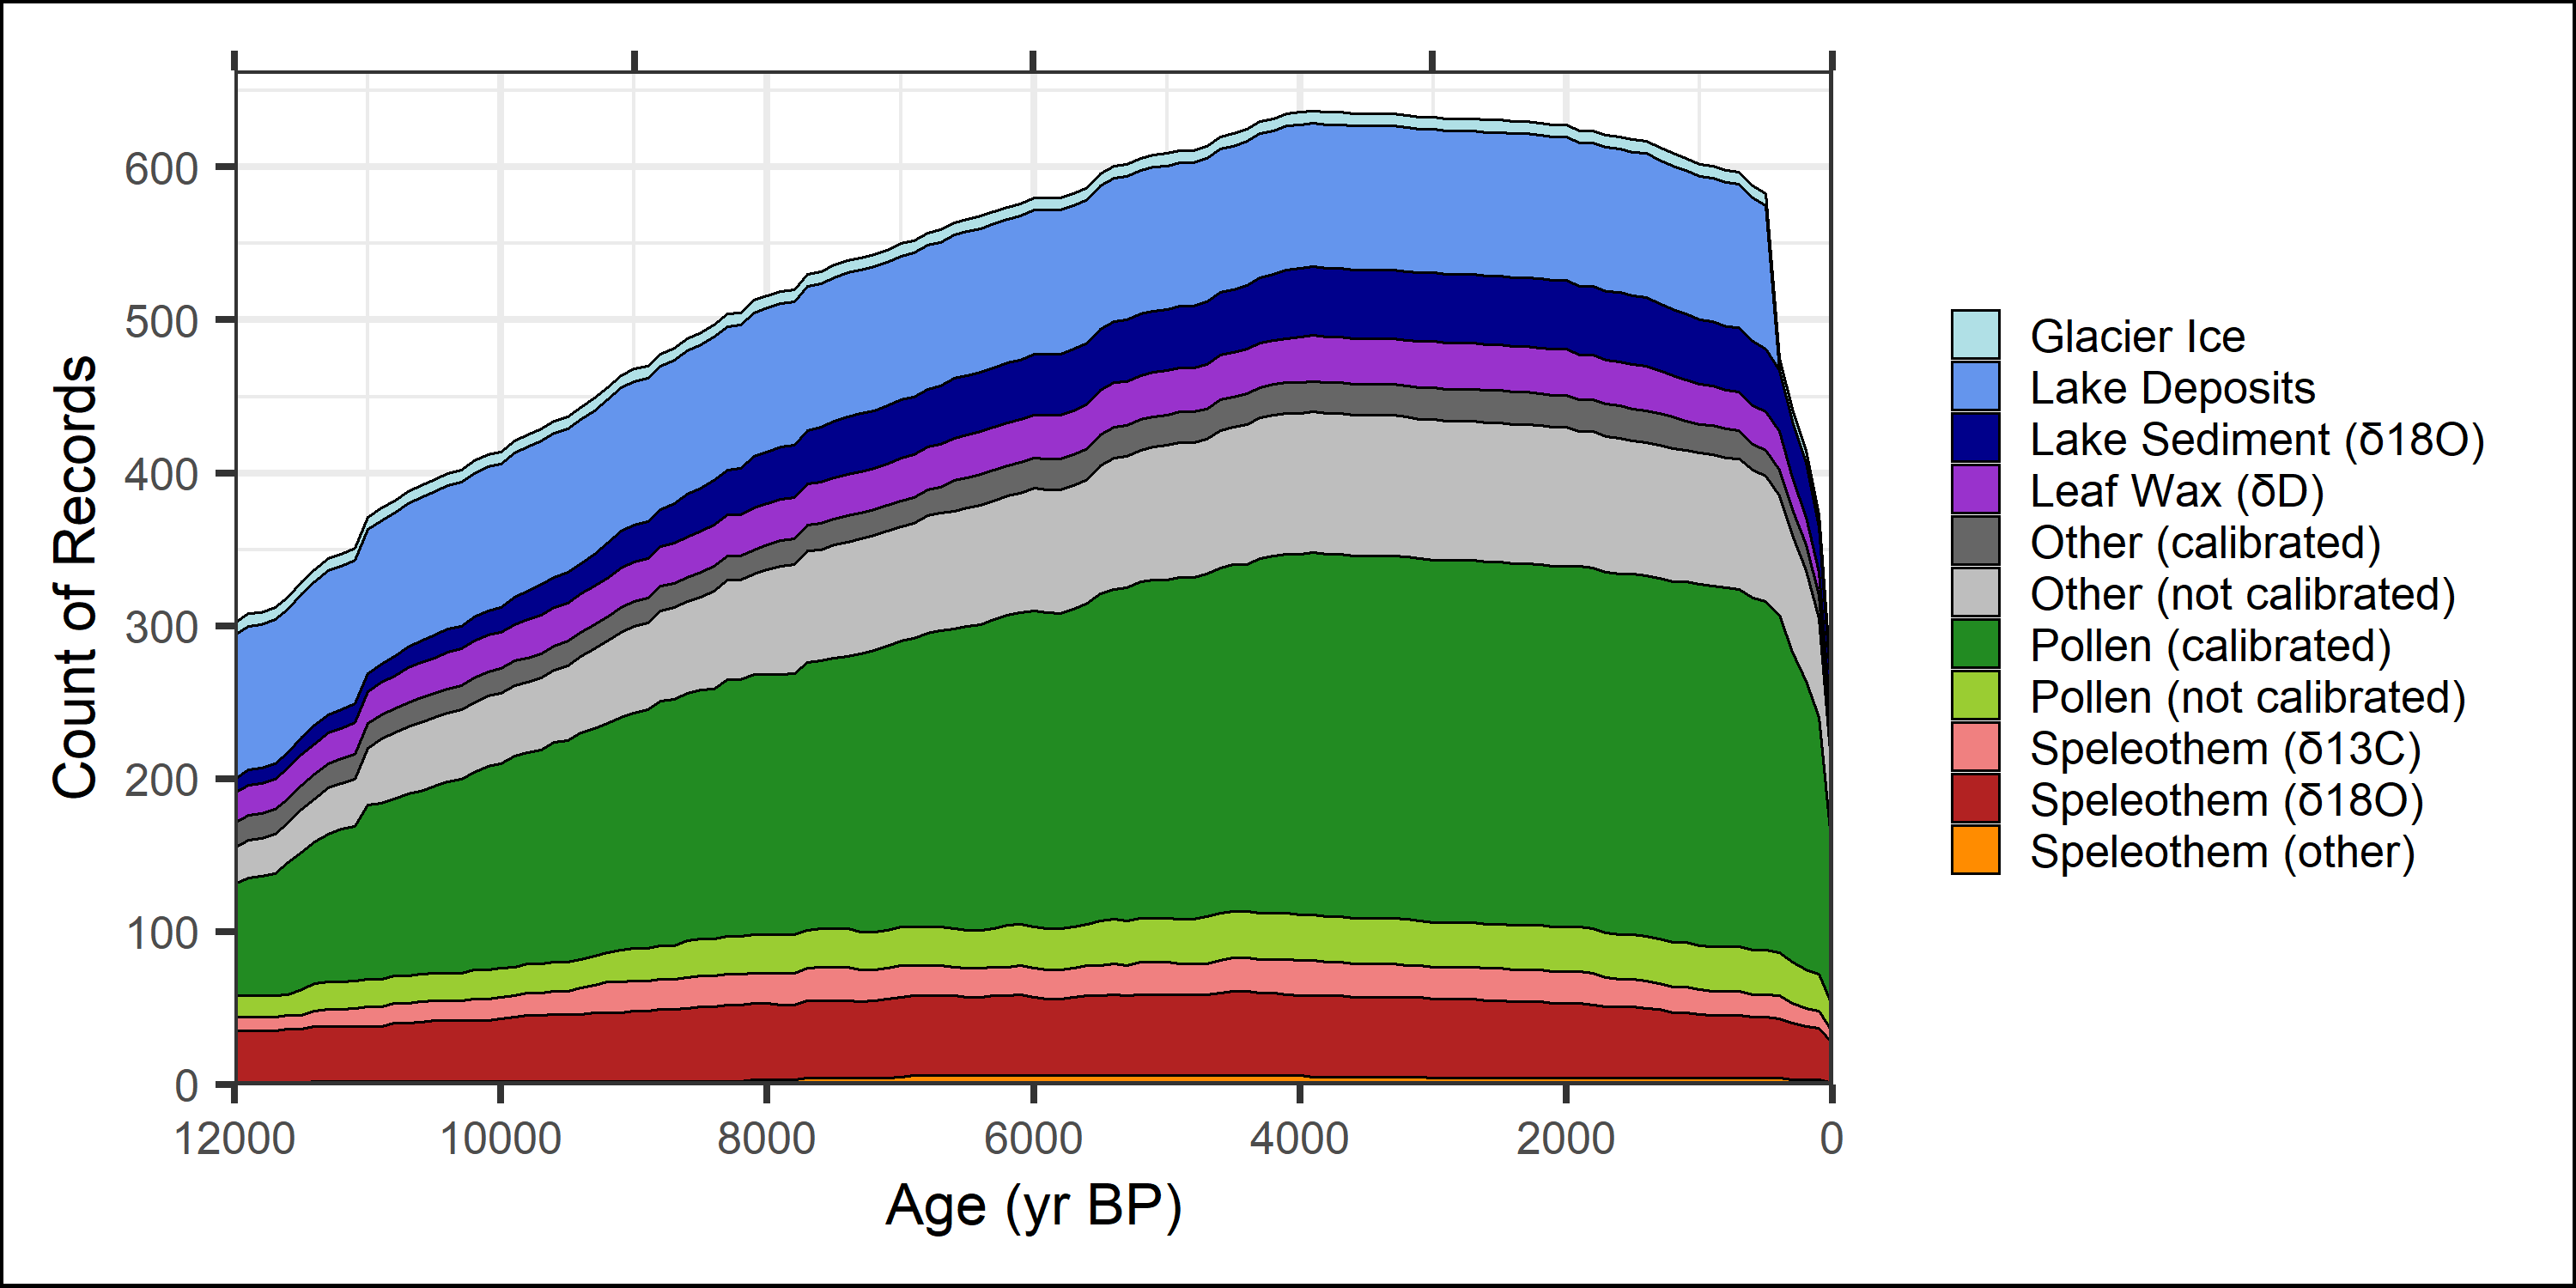 Count of Records
600
500
400
300
200
100
0
12000 10000 8000 6000 4000 2000 0
Age (yr BP)
Glacier Ice
Lake Deposits
Lake Sediment (δ18O)
Leaf Wax (δD)
Other (calibrated)
Other (not calibrated)
Pollen (calibrated)
Pollen (not calibrated)
Speleothem (δ13C)
Speleothem (δ18O)
Speleothem (other)